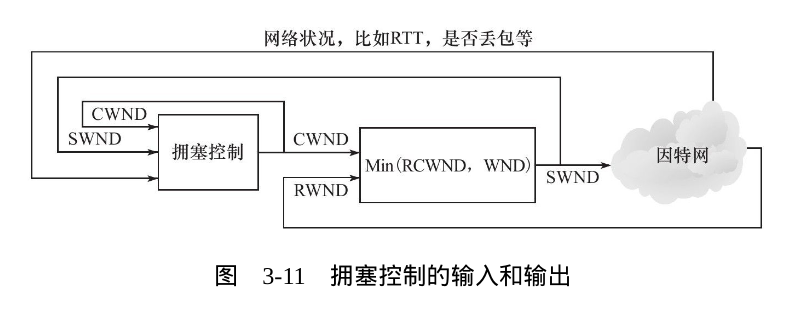 网络状况，比如RTT，是否丢包等
CWND
SWND
拥塞控制
CWND
RWND
Min(RCWND，WND)
SWND
因特网
图 3-11 拥塞控制的输入和输出